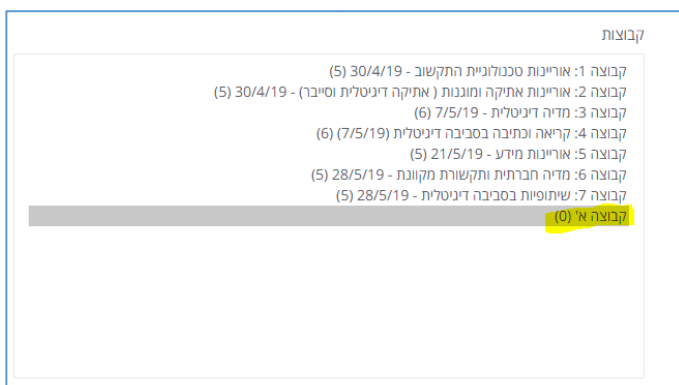 קבוצות
קבוצה 1: אוריינות טכנולוגיית התקשוב - 30/4/19 (5)
קבוצה 2: אוריינות אתיקה ומוגנות ( אתיקה דיגיטלית וסייבר) - 30/4/19 (5)
קבוצה 3: מדיה דיגיטלית - 7/5/19 (6)
קבוצה 4: קריאה וכתיבה בסביבה דיגיטלית (7/5/19) (6)
קבוצה 5: אוריינות מידע - 21/5/19 (5)
קבוצה 6: מדיה חברתית ותקשורת מקוונת - 28/5/19 (5)
קבוצה 7: שיתופיות בסביבה דיגיטלית - 28/5/19 (5)
קבוצה א' (0)